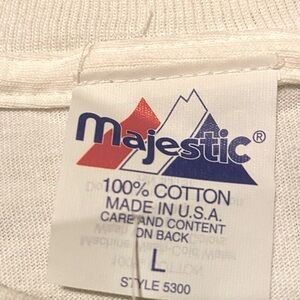 majestic®
100% COTTON
MADE IN U.S.A.
CARE AND CONTENT
ON BACK
L
STYLE 5300